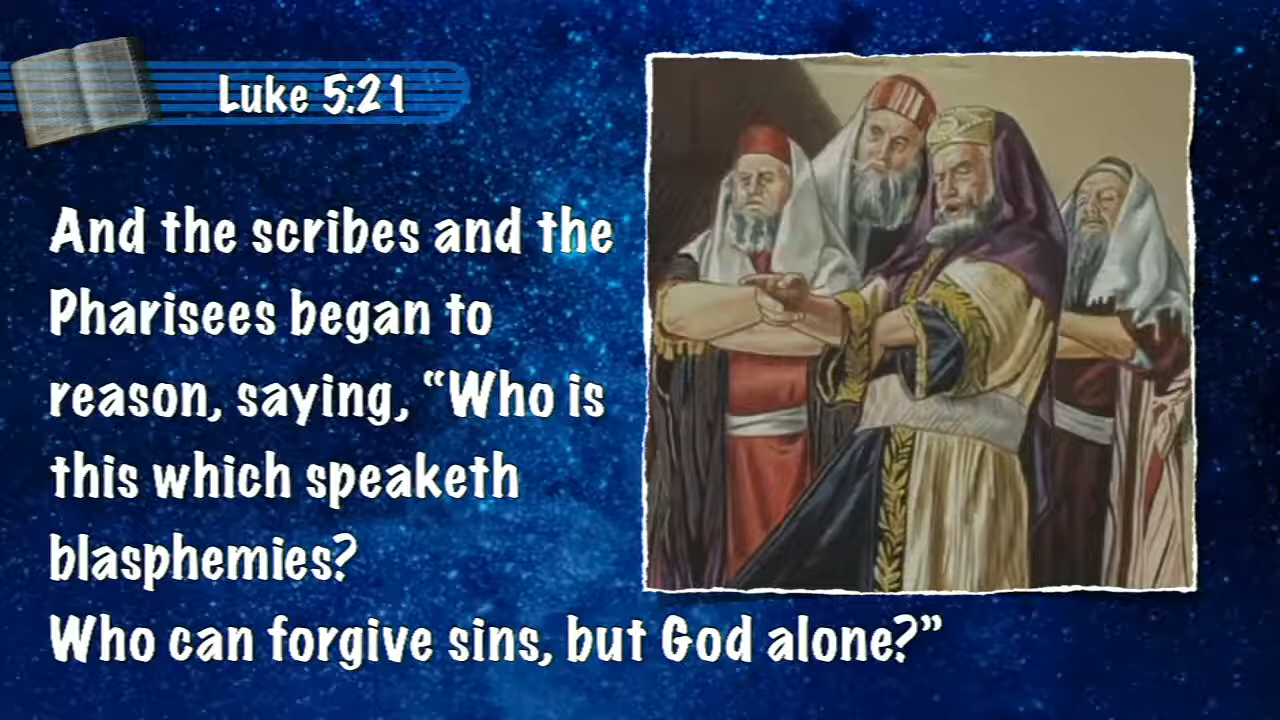 Luke 5:21
And the scribes and the
Pharisees began to
reason, saying, “Who is
this which speaketh
blasphemies?
Who can forgive sins, but God alone?”